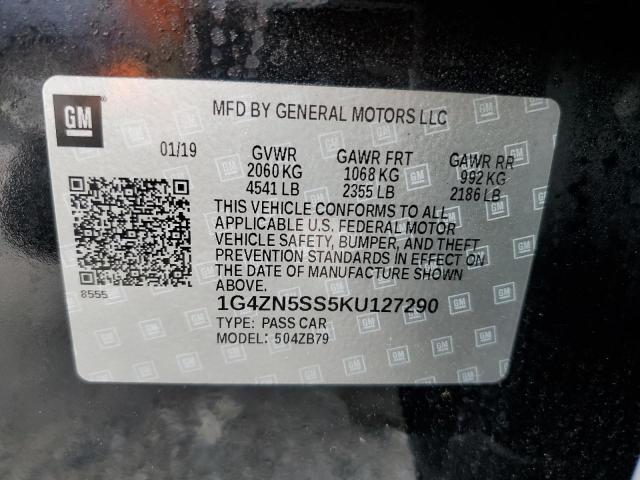 GM
MFD BY GENERAL MOTORS LLC
01/19 GVWR GAWR FRT GAWR RR
2060 KG 1068 KG 992 KG
4541 LB 2355 LB 2186 LB
THIS VEHICLE CONFORMS TO ALL
APPLICABLE U.S. FEDERAL MOTOR
VEHICLE SAFETY, BUMPER, AND THEFT
PREVENTION STANDARDS IN EFFECT ON
THE DATE OF MANUFACTURE SHOWN
ABOVE.
8555
1G4ZN5SS5KU127290
TYPE: PASS CAR
MODEL: 504ZB79